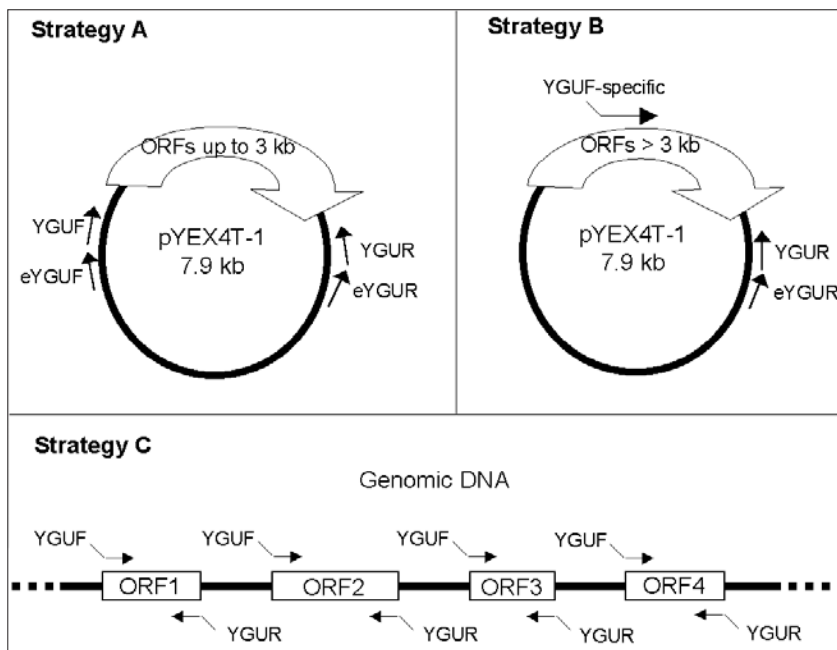 Strategy A
ORFs up to 3 kb
YGUF
eYGUF
pYEX4T-1
7.9 kb
YGUR
eYGUR
Strategy B
YGUF-specific
ORFs > 3 kb
pYEX4T-1
7.9 kb
YGUR
eYGUR
Strategy C
Genomic DNA
YGUF YGUF YGUF YGUF
ORF1 ORF2 ORF3 ORF4
YGUR YGUR YGUR YGUR